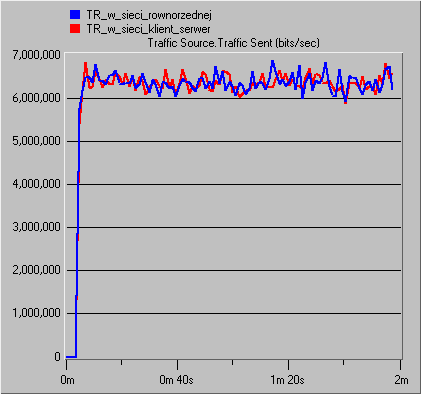 TR_w_sieci_rownorzednej
TR_w_sieci_klient_serwer
Traffic Source.Traffic Sent (bits/sec)
7,000,000
6,000,000
5,000,000
4,000,000
3,000,000
2,000,000
1,000,000
0
0m 0m 40s 1m 20s 2m